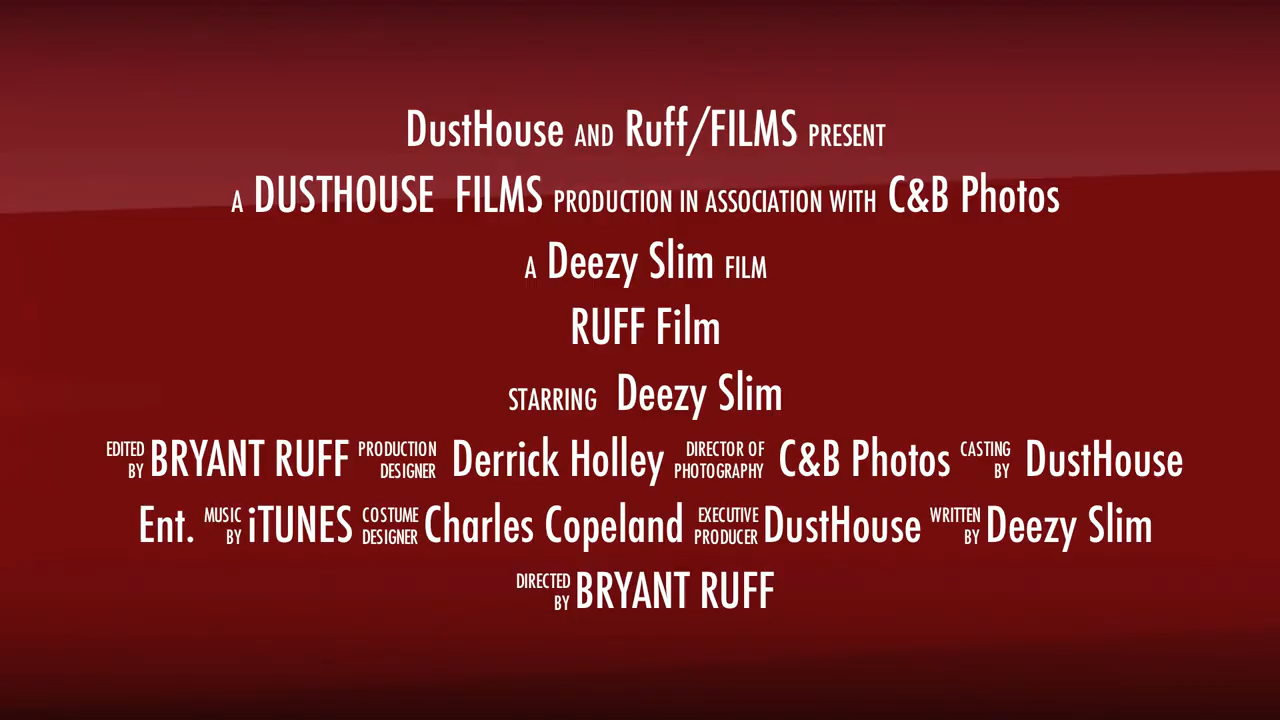 DustHouse AND Ruff/FILMS PRESENT
A DUSTHOUSE FILMS PRODUCTION IN ASSOCIATION WITH C&B Photos
A Deezy Slim FILM
RUFF Film
STARRING Deezy Slim
EDITED BY BRYANT RUFF PRODUCTION DESIGNER Derrick Holley DIRECTOR OF PHOTOGRAPHY C&B Photos CASTING BY DustHouse
Ent. MUSIC BY iTUNES COSTUME DESIGNER Charles Copeland EXECUTIVE PRODUCER DustHouse WRITTEN BY Deezy Slim
DIRECTED BY BRYANT RUFF